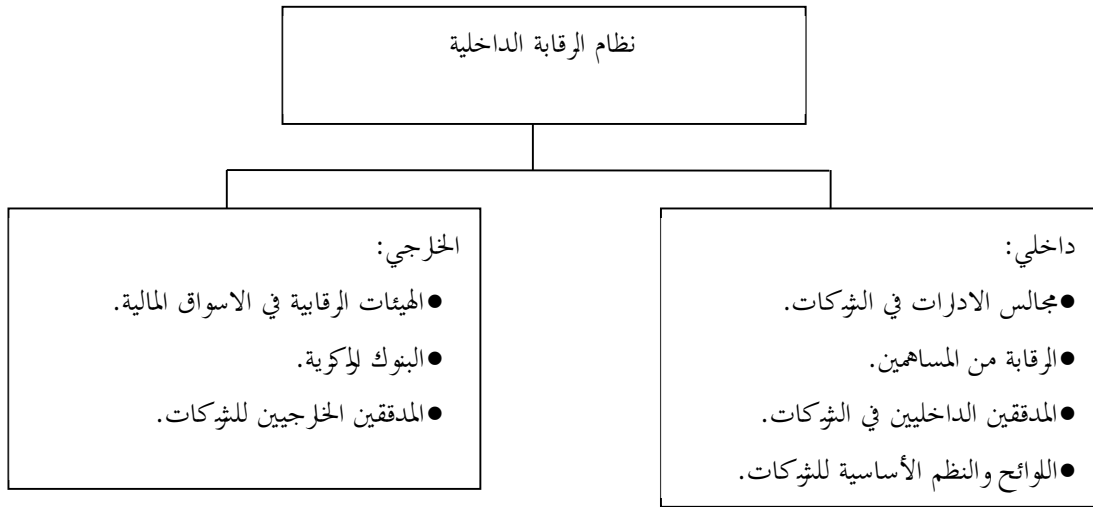 نظام الرقابة الداخلية
داخلي:
●مجالس الادارات في الشركات.
●الرقابة من المساهمين.
●المدققين الداخليين في الشركات.
●اللوائح والنظم الأساسية للشركات.
الخارجي:
●الهيئات الرقابية في الاسواق المالية.
●البنوك المركزية.
●المدققين الخارجيين للشركات.